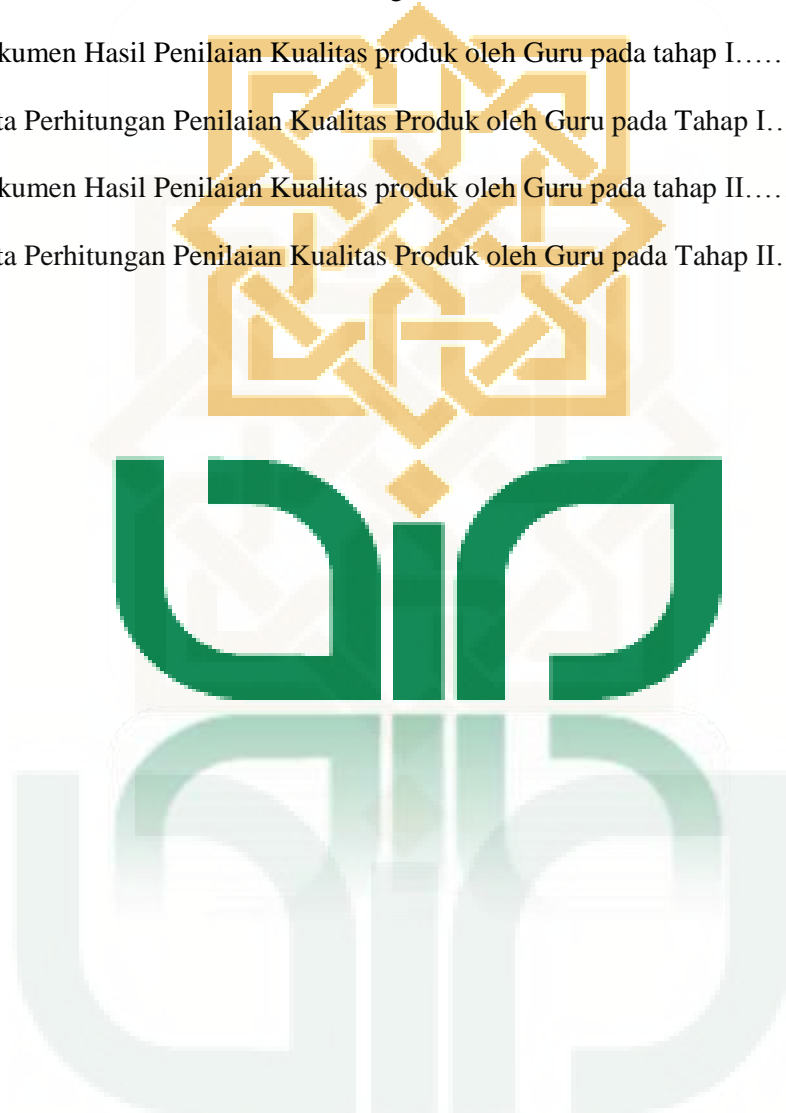 kumen Hasil Penilaian Kualitas produk oleh Guru pada tahap I…..
ta Perhitungan Penilaian Kualitas Produk oleh Guru pada Tahap I..
kumen Hasil Penilaian Kualitas produk oleh Guru pada tahap II….
ta Perhitungan Penilaian Kualitas Produk oleh Guru pada Tahap II.